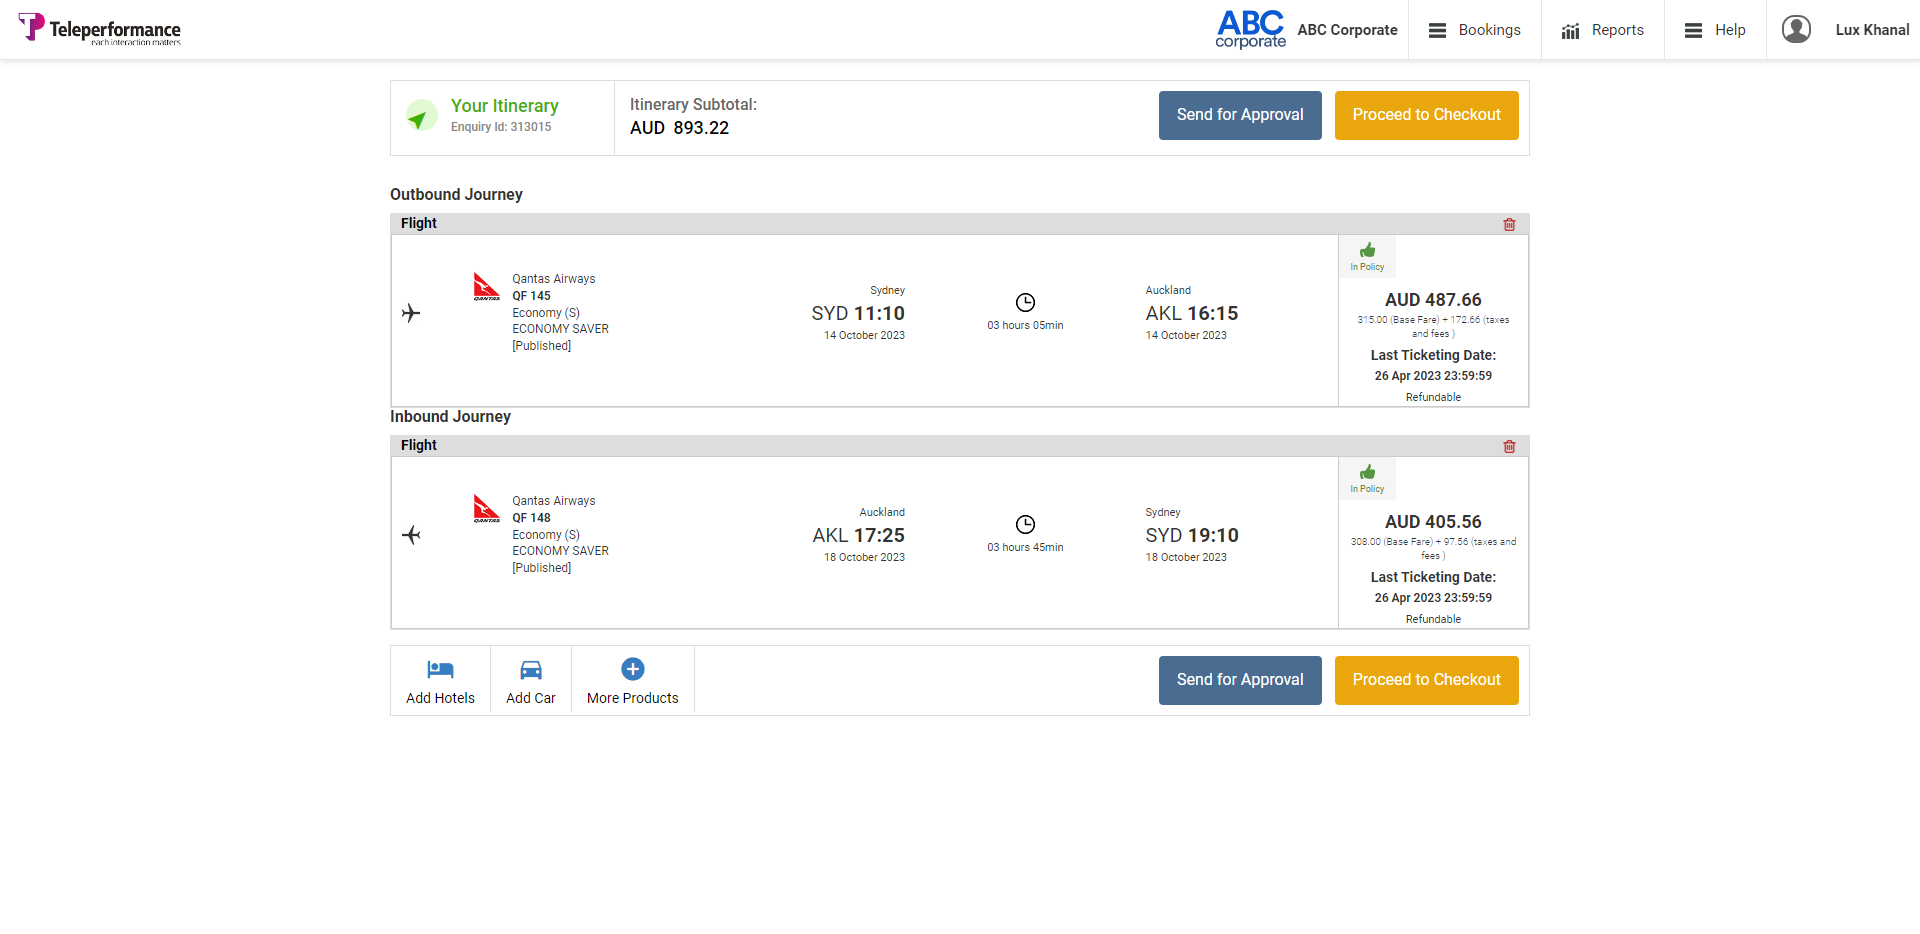 Teleperformance
each interaction matters
ABC
corporate
ABC Corporate
Bookings
Reports
Help
Lux Khanal
Your Itinerary
Enquiry Id: 313015
Itinerary Subtotal:
AUD 893.22
Send for Approval
Proceed to Checkout
Outbound Journey
Flight
Qantas Airways
QF 145
Economy (S)
ECONOMY SAVER
[Published]
QANTAS
Sydney
SYD 11:10
14 October 2023
03 hours 05min
Auckland
AKL 16:15
14 October 2023
In Policy
AUD 487.66
315.00 (Base Fare) + 172.66 (taxes
and fees )
Last Ticketing Date:
26 Apr 2023 23:59:59
Refundable
Inbound Journey
Flight
Qantas Airways
QF 148
Economy (S)
ECONOMY SAVER
[Published]
QANTAS
Auckland
AKL 17:25
18 October 2023
03 hours 45min
Sydney
SYD 19:10
18 October 2023
In Policy
AUD 405.56
308.00 (Base Fare) + 97.56 (taxes and
fees )
Last Ticketing Date:
26 Apr 2023 23:59:59
Refundable
Add Hotels
Add Car
More Products
Send for Approval
Proceed to Checkout